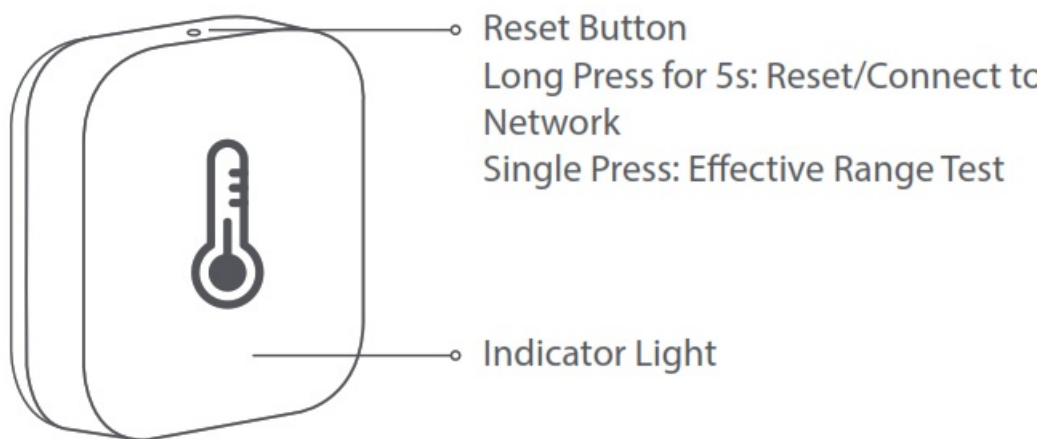 Reset Button
Long Press for 5s: Reset/Connect to
Network
Single Press: Effective Range Test
Indicator Light